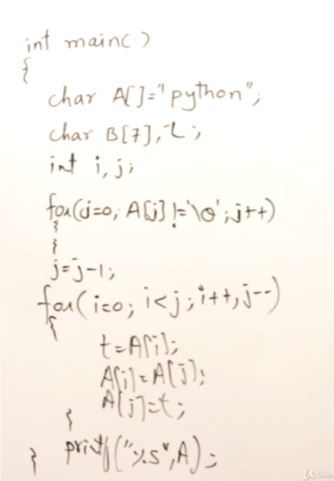 int main()
{
char A[]="python";
char B[7],t;
int i,j;
for(j=0; A[j]!='\0';j++)
{
}
j=j-1;
for(i=0; i<j; i++,j--)
{
t=A[i];
A[i]=A[j];
A[j]=t;
}
printf("%s",A);
}